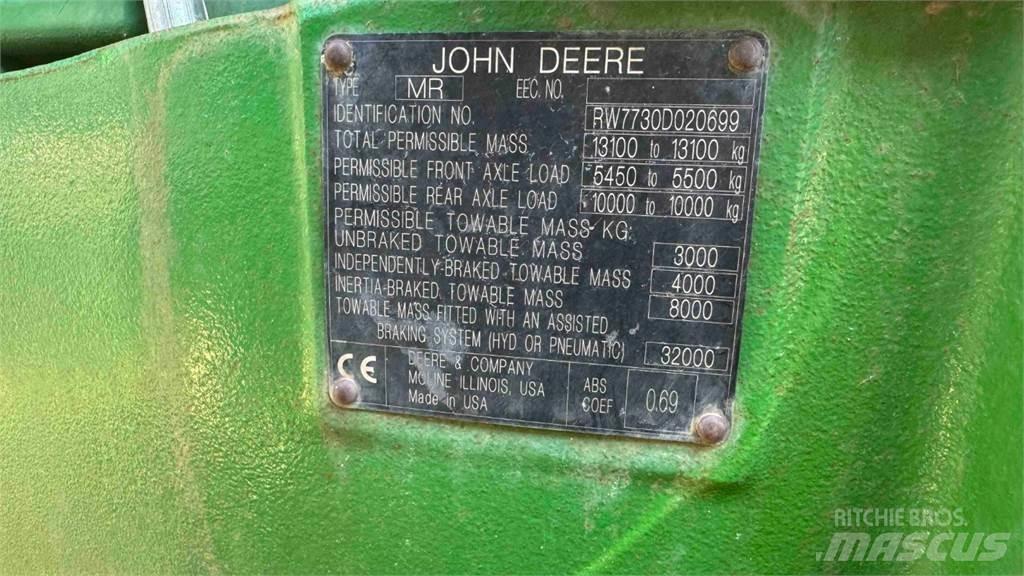 JOHN DEERE
TYPE MR EEC. NO.
IDENTIFICATION NO. RW7730D020699
TOTAL PERMISSIBLE MASS 13100 to 13100 kg
PERMISSIBLE FRONT AXLE LOAD 5450 to 5500 kg
PERMISSIBLE REAR AXLE LOAD 10000 to 10000 kg
PERMISSIBLE TOWABLE MASS KG:
UNBRAKED TOWABLE MASS 3000
INDEPENDENTLY-BRAKED TOWABLE MASS 4000
INERTIA-BRAKED TOWABLE MASS 8000
TOWABLE MASS FITTED WITH AN ASSISTED
BRAKING SYSTEM (HYD OR PNEUMATIC) 32000
CE
DEERE & COMPANY
MOLINE ILLINOIS, USA
Made in USA
ABS
COEF
0.69
RITCHIE BROS.
MASCUS